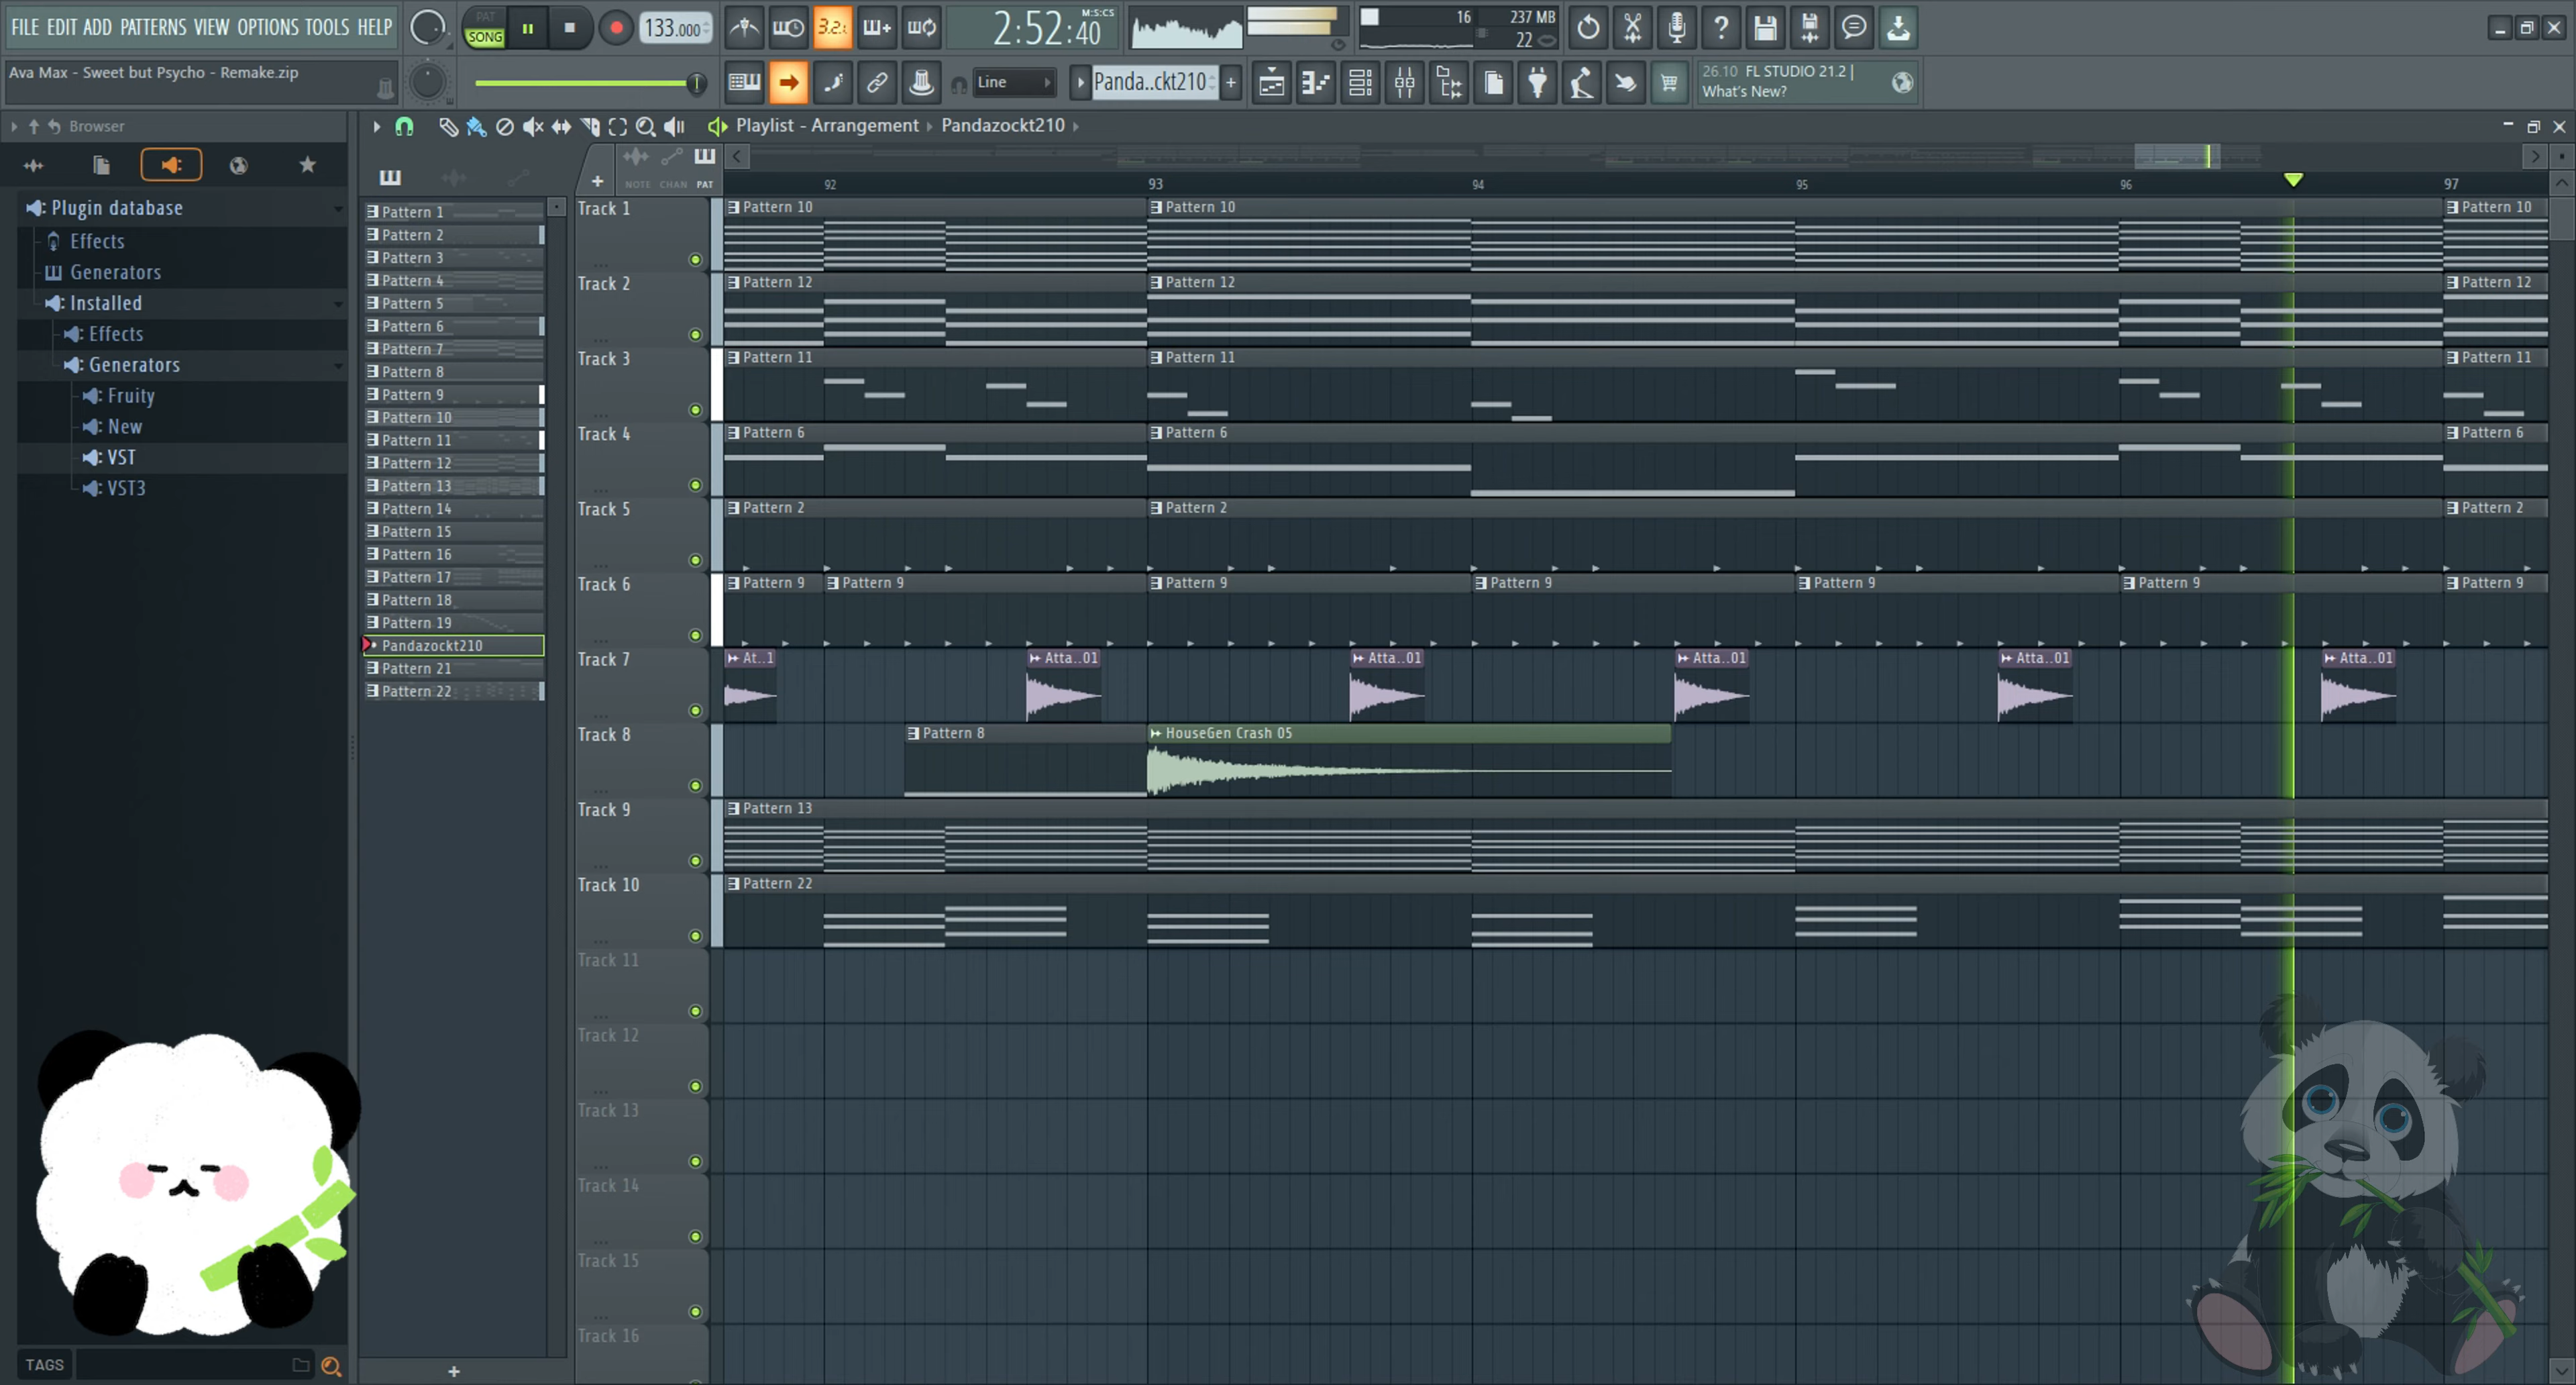 FILE EDIT ADD PATTERNS VIEW OPTIONS TOOLS HELP
PAT
SONG
133.000
3.2.
M:S:CS
2:52:40
16
237 MB
22
Ava Max - Sweet but Psycho - Remake.zip
Line
Panda..ckt210
26.10 FL STUDIO 21.2 |
What's New?
Browser
Playlist - Arrangement
Pandazockt210
NOTE CHAN PAT
92 93 94 95 96 97
Plugin database
Effects
Generators
Installed
Effects
Generators
Fruity
New
VST
VST3
TAGS
Pattern 1
Pattern 2
Pattern 3
Pattern 4
Pattern 5
Pattern 6
Pattern 7
Pattern 8
Pattern 9
Pattern 10
Pattern 11
Pattern 12
Pattern 13
Pattern 14
Pattern 15
Pattern 16
Pattern 17
Pattern 18
Pattern 19
Pandazockt210
Pattern 21
Pattern 22
Track 1
Pattern 10 Pattern 10 Pattern 10
Track 2
Pattern 12 Pattern 12 Pattern 12
Track 3
Pattern 11 Pattern 11 Pattern 11
Track 4
Pattern 6 Pattern 6 Pattern 6
Track 5
Pattern 2 Pattern 2 Pattern 2
Track 6
Pattern 9 Pattern 9 Pattern 9 Pattern 9 Pattern 9 Pattern 9 Pattern 9
Track 7
At..1 Atta..01 Atta..01 Atta..01 Atta..01 Atta..01
Track 8
Pattern 8 HouseGen Crash 05
Track 9
Pattern 13
Track 10
Pattern 22
Track 11
Track 12
Track 13
Track 14
Track 15
Track 16